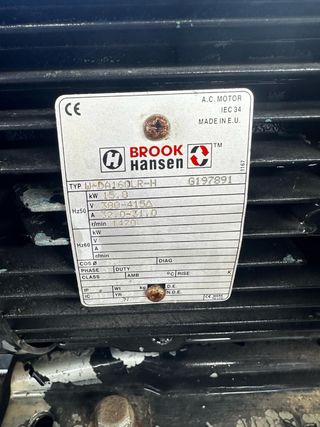 CE A.C. MOTOR
IEC 34
MADE IN E.U.
H BROOK Hansen TM
1167
TYP W-DA160LR-H G197891
Hz50 kW 15.0
V 380-415Δ
A 32.0-31.0
r/min 1470
Hz60 kW
V
A
r/min
COS Ø DIAG
PHASE DUTY
CLASS AMB °C RISE K
IP Wt kg D.E.
IC YR N.D.E.